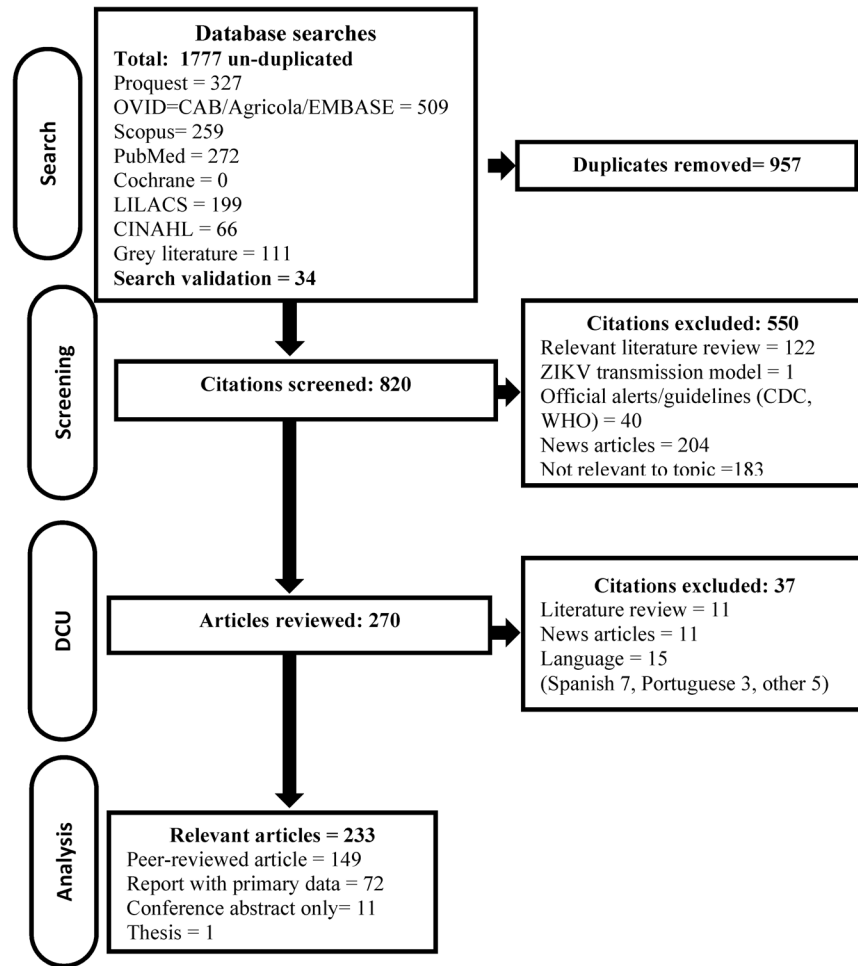 Search
Database searches
Total: 1777 un-duplicated
Proquest = 327
OVID=CAB/Agricola/EMBASE = 509
Scopus= 259
PubMed = 272
Cochrane = 0
LILACS = 199
CINAHL = 66
Grey literature = 111
Search validation = 34
Duplicates removed= 957
Screening
Citations screened: 820
Citations excluded: 550
Relevant literature review = 122
ZIKV transmission model = 1
Official alerts/guidelines (CDC,
WHO) = 40
News articles = 204
Not relevant to topic =183
DCU
Articles reviewed: 270
Citations excluded: 37
Literature review = 11
News articles = 11
Language = 15
(Spanish 7, Portuguese 3, other 5)
Analysis
Relevant articles = 233
Peer-reviewed article = 149
Report with primary data = 72
Conference abstract only= 11
Thesis = 1